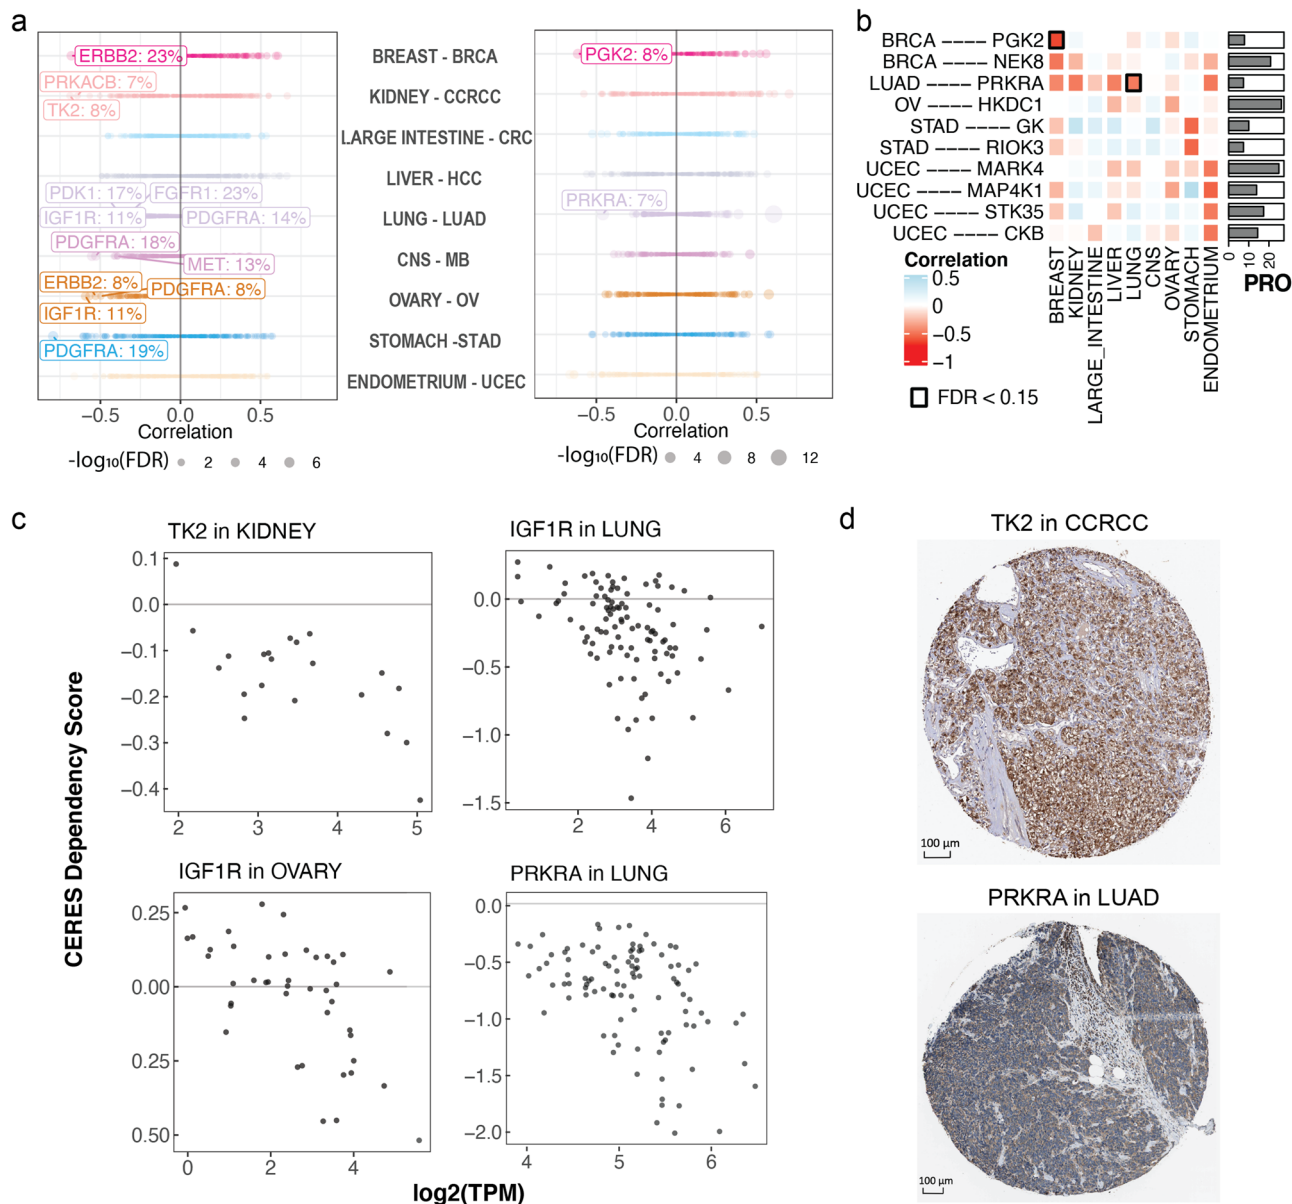 a
ERBB2: 23%
PRKACB: 7%
TK2: 8%
PDK1: 17%
FGFR1: 23%
IGF1R: 11%
PDGFRA: 14%
PDGFRA: 18%
MET: 13%
ERBB2: 8%
PDGFRA: 8%
IGF1R: 11%
PDGFRA: 19%
−0.5 0.0 0.5
Correlation
-log₁₀(FDR) 2 4 6
BREAST - BRCA
KIDNEY - CCRCC
LARGE INTESTINE - CRC
LIVER - HCC
LUNG - LUAD
CNS - MB
OVARY - OV
STOMACH -STAD
ENDOMETRIUM - UCEC
PGK2: 8%
PRKRA: 7%
−0.5 0.0 0.5
Correlation
-log₁₀(FDR) 4 8 12
b
BRCA −−−− PGK2
BRCA −−−− NEK8
LUAD −−−− PRKRA
OV −−−− HKDC1
STAD −−−− GK
STAD −−−− RIOK3
UCEC −−−− MARK4
UCEC −−−− MAP4K1
UCEC −−−− STK35
UCEC −−−− CKB
BREAST
KIDNEY
LARGE_INTESTINE
LIVER
LUNG
CNS
OVARY
STOMACH
ENDOMETRIUM
0 10 20
PRO
Correlation
0.5
0
−0.5
−1
FDR < 0.15
c
CERES Dependency Score
TK2 in KIDNEY
0.1
0.0
−0.1
−0.2
−0.3
−0.4
2 3 4 5
IGF1R in LUNG
0.0
−0.5
−1.0
−1.5
2 4 6
IGF1R in OVARY
0.25
0.00
0.25
0.50
0 2 4
PRKRA in LUNG
0.0
−0.5
−1.0
−1.5
−2.0
4 5 6
log2(TPM)
d
TK2 in CCRCC
100 µm
PRKRA in LUAD
100 µm